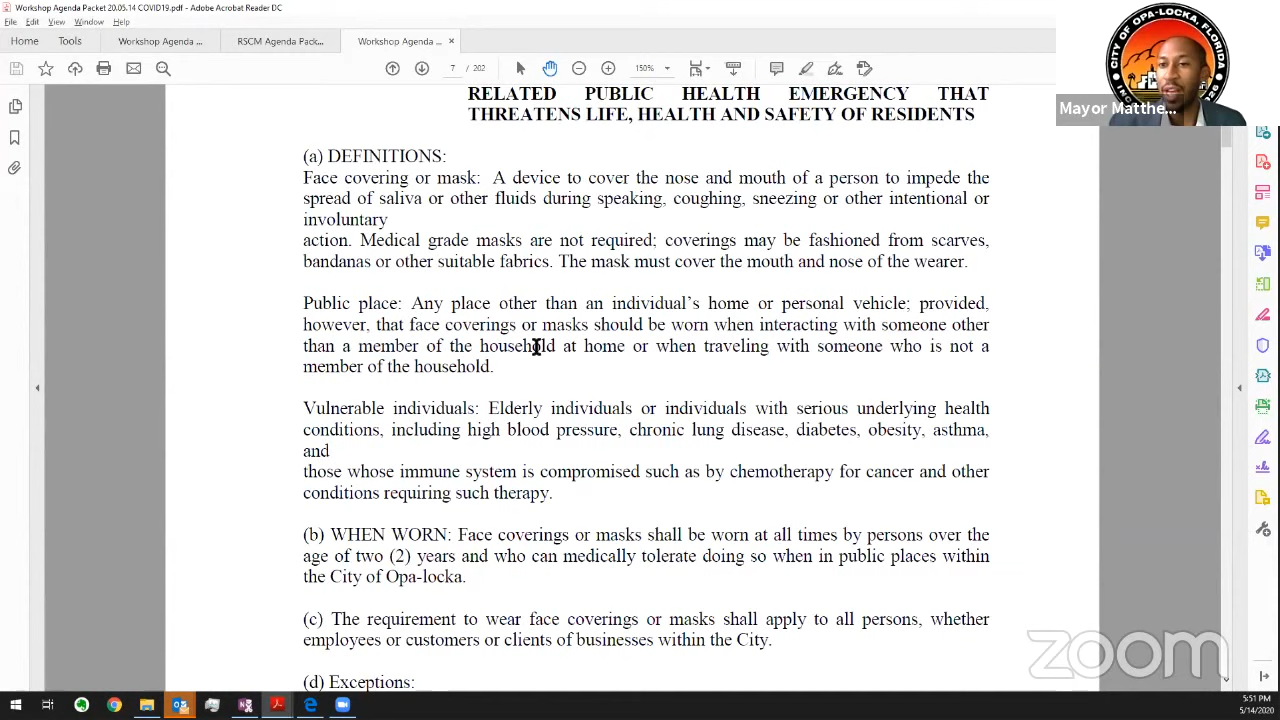 Workshop Agenda Packet 20.05.14 COVID19.pdf - Adobe Acrobat Reader DC
File Edit View Window Help
Home Tools Workshop Agenda ... RSCM Agenda Pack... Workshop Agenda ... ×
7 / 202 150%
CITY OF OPA-LOCKA, FLORIDA
Mayor Matthe...
RELATED PUBLIC HEALTH EMERGENCY THAT
THREATENS LIFE, HEALTH AND SAFETY OF RESIDENTS
(a) DEFINITIONS:
Face covering or mask: A device to cover the nose and mouth of a person to impede the
spread of saliva or other fluids during speaking, coughing, sneezing or other intentional or
involuntary
action. Medical grade masks are not required; coverings may be fashioned from scarves,
bandanas or other suitable fabrics. The mask must cover the mouth and nose of the wearer.
Public place: Any place other than an individual's home or personal vehicle; provided,
however, that face coverings or masks should be worn when interacting with someone other
than a member of the household at home or when traveling with someone who is not a
member of the household.
Vulnerable individuals: Elderly individuals or individuals with serious underlying health
conditions, including high blood pressure, chronic lung disease, diabetes, obesity, asthma,
and
those whose immune system is compromised such as by chemotherapy for cancer and other
conditions requiring such therapy.
(b) WHEN WORN: Face coverings or masks shall be worn at all times by persons over the
age of two (2) years and who can medically tolerate doing so when in public places within
the City of Opa-locka.
(c) The requirement to wear face coverings or masks shall apply to all persons, whether
employees or customers or clients of businesses within the City.
(d) Exceptions:
zoom
5:51 PM
5/14/2020